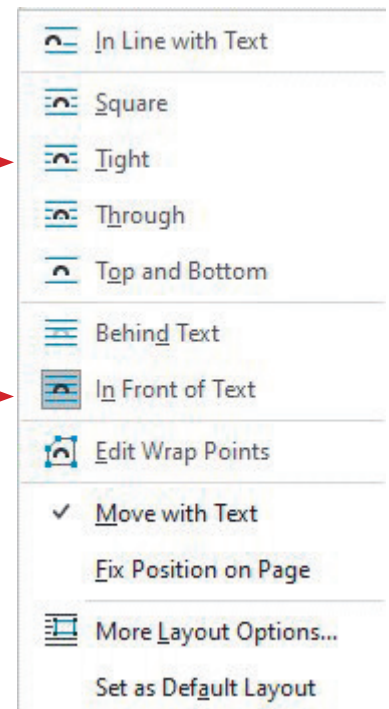 In Line with Text
Square
Tight
Through
Top and Bottom
Behind Text
In Front of Text
Edit Wrap Points
Move with Text
Fix Position on Page
More Layout Options...
Set as Default Layout